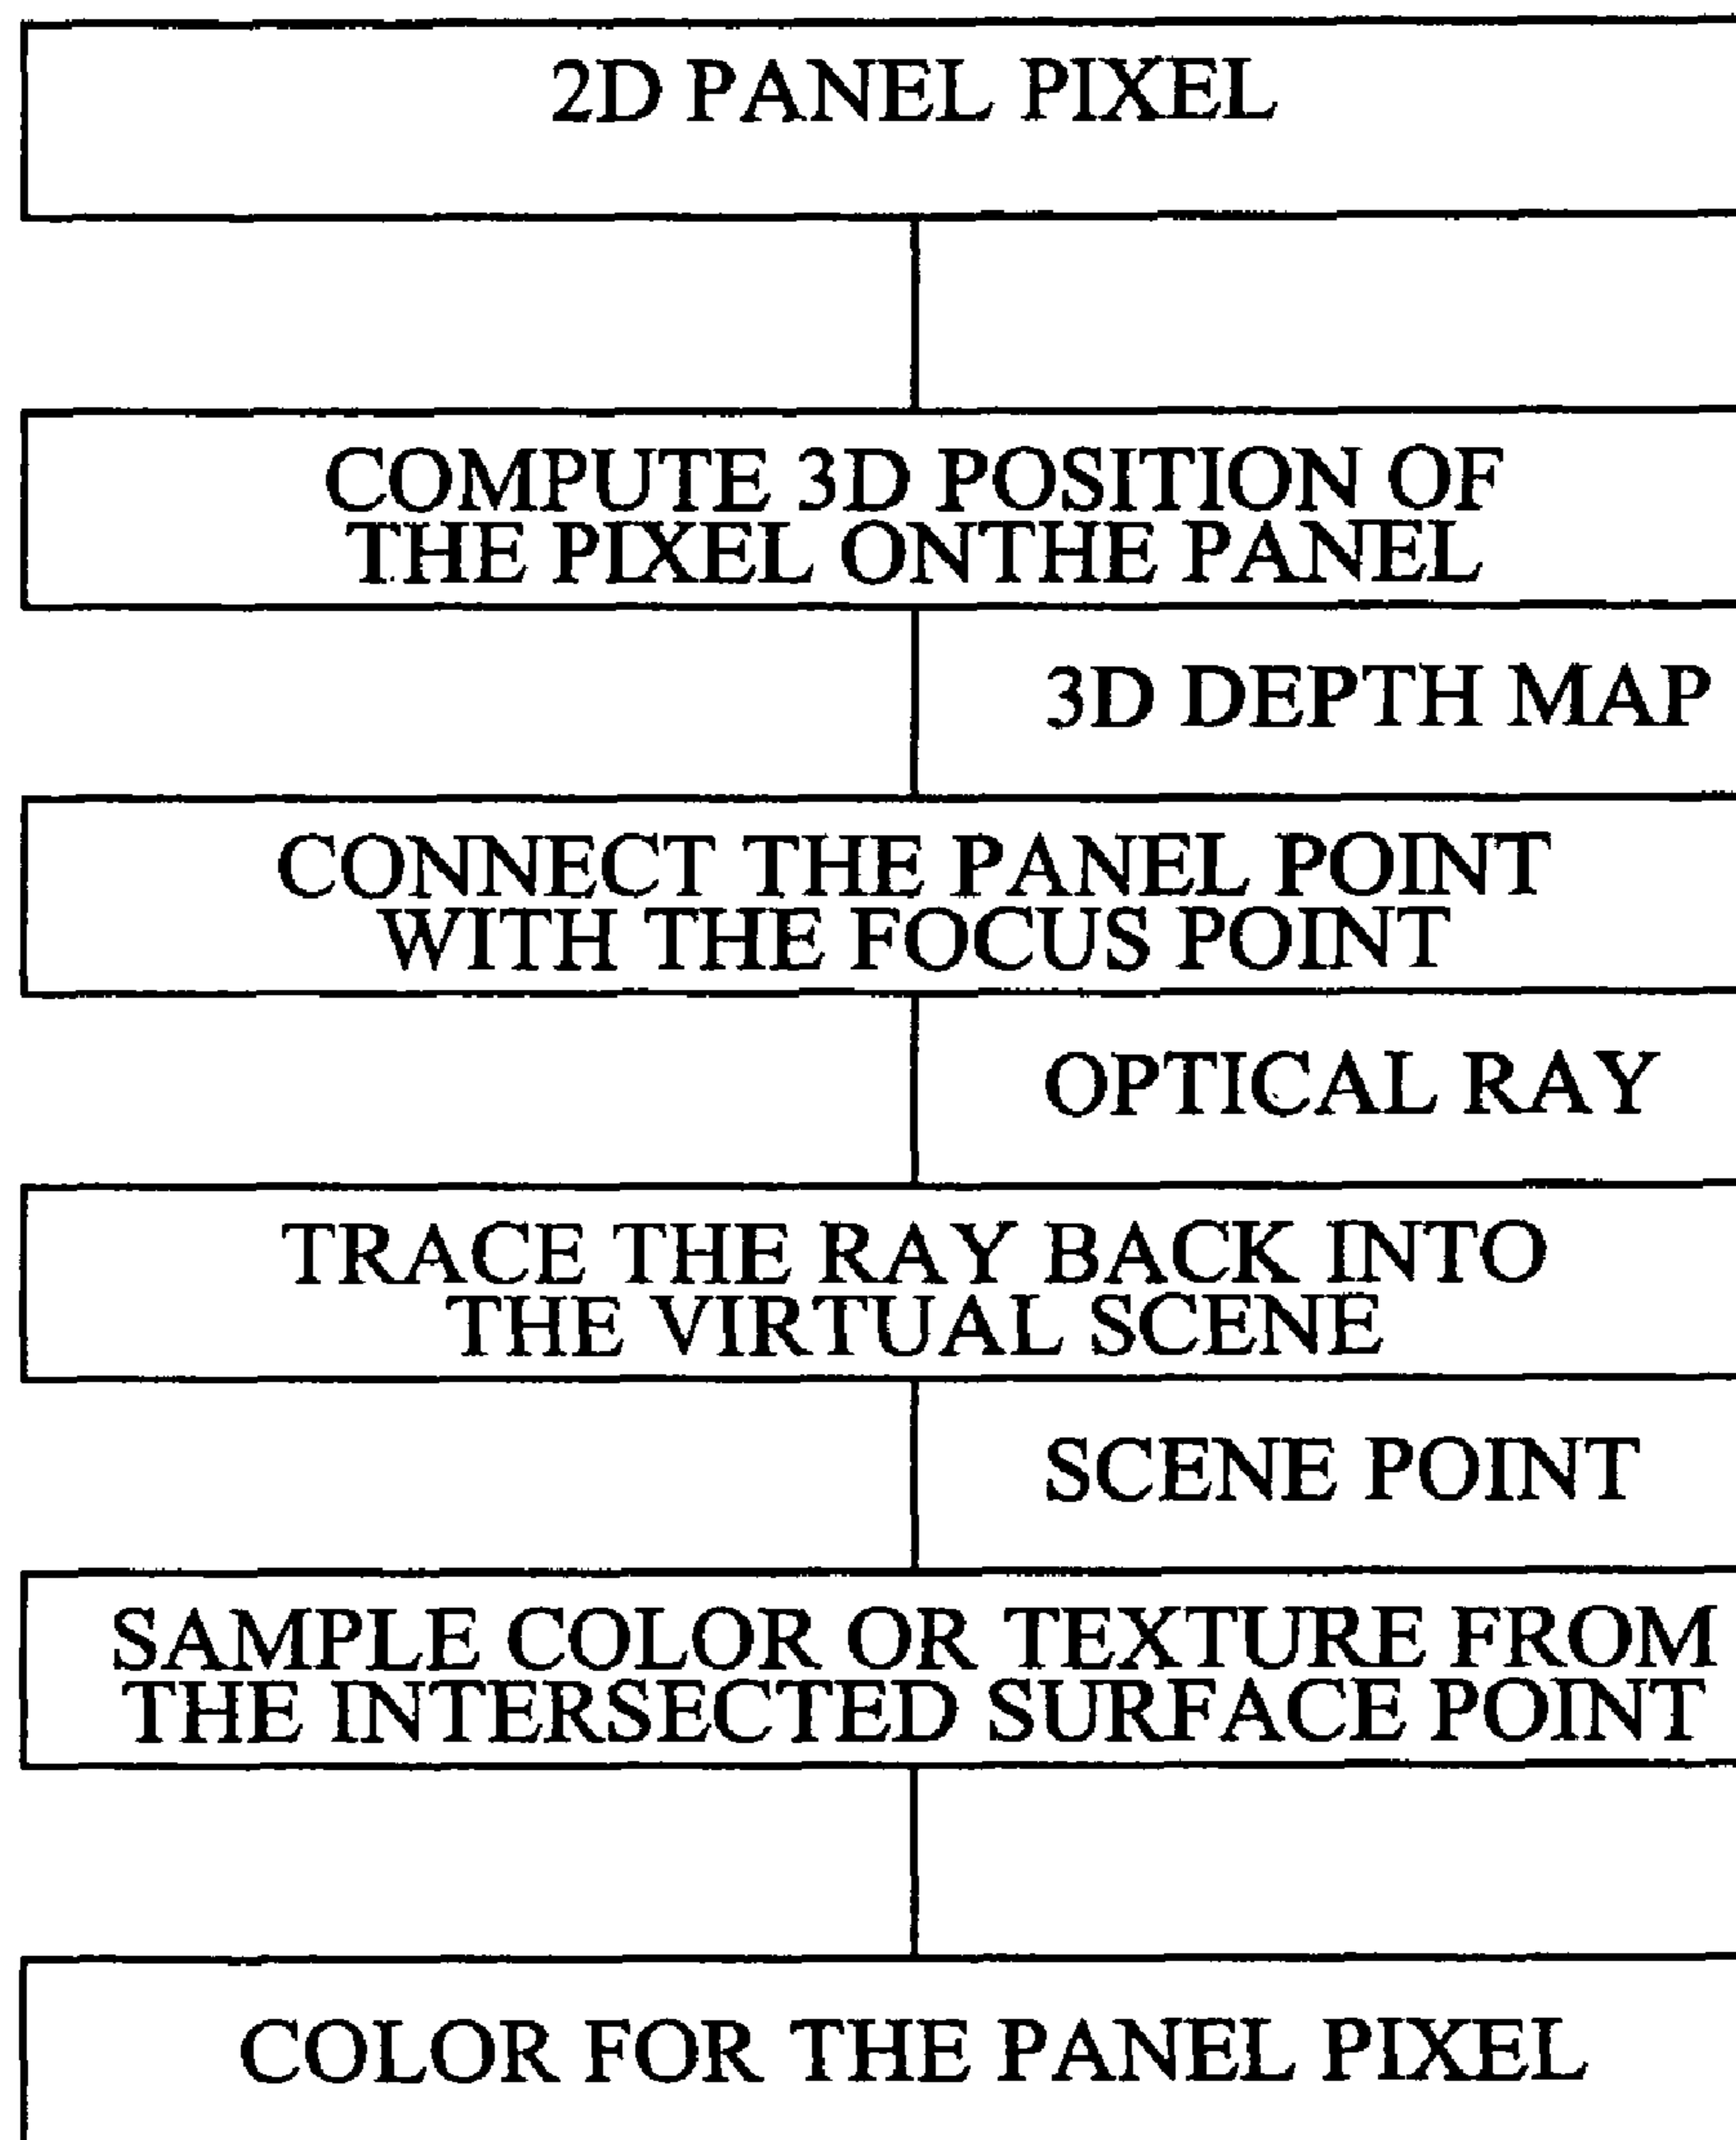 2D PANEL PIXEL
COMPUTE 3D POSITION OF
THE PIXEL ONTHE PANEL
3D DEPTH MAP
CONNECT THE PANEL POINT
WITH THE FOCUS POINT
OPTICAL RAY
TRACE THE RAY BACK INTO
THE VIRTUAL SCENE
SCENE POINT
SAMPLE COLOR OR TEXTURE FROM
THE INTERSECTED SURFACE POINT
COLOR FOR THE PANEL PIXEL